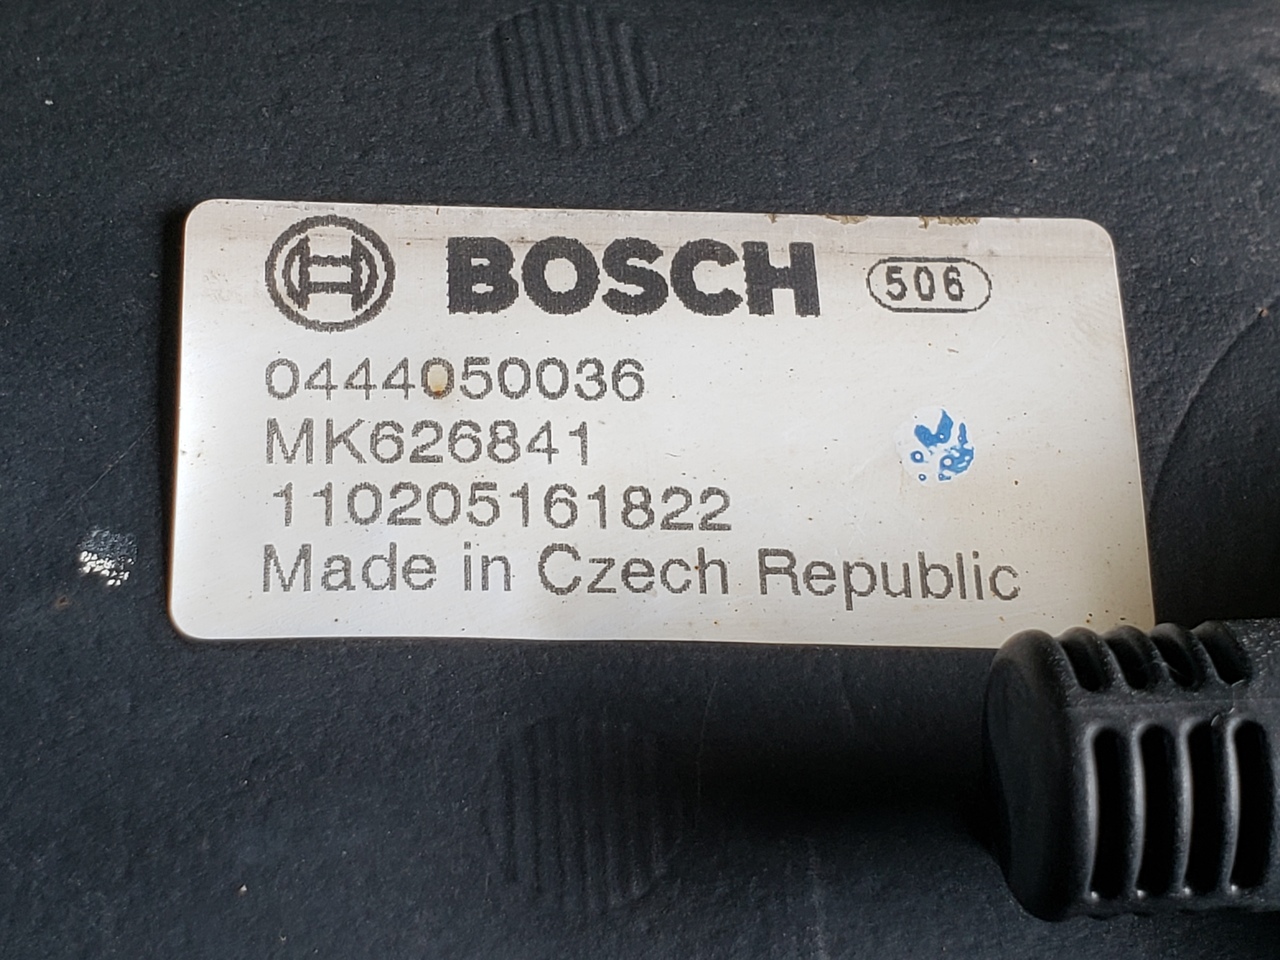 BOSCH 506
0444050036
MK626841
110205161822
Made in Czech Republic